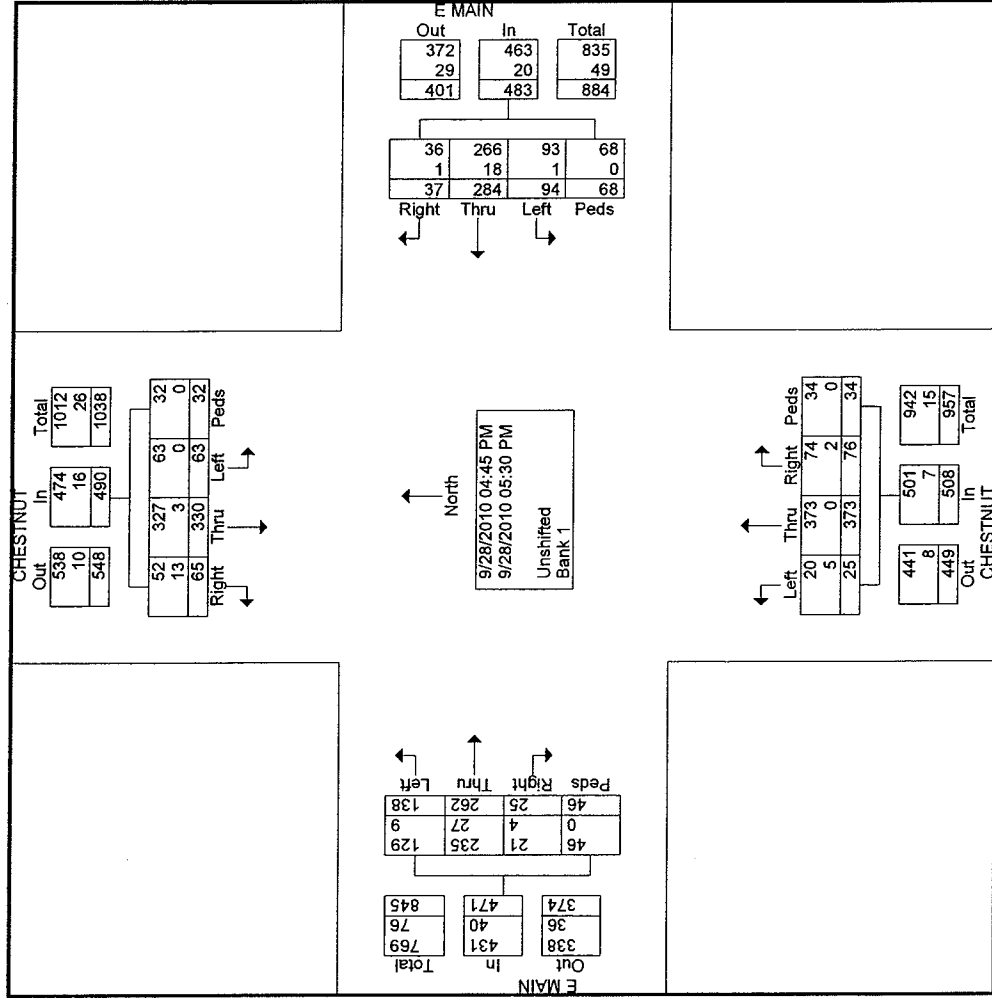 E MAIN
Out In Total
372 463 835
29 20 49
401 483 884
36 266 93 68
1 18 1 0
37 284 94 68
Right Thru Left Peds
CHESTNUT
Out In Total
538 474 1012
10 16 26
548 490 1038
52 327 63 32
13 3 0 0
65 330 63 32
Right Thru Left Peds
North
9/28/2010 04:45 PM
9/28/2010 05:30 PM
Unshifted
Bank 1
Left Thru Right Peds
20 373 74 34
5 0 2 0
25 373 76 34
441 501 942
8 7 15
449 508 957
Out In Total
CHESTNUT
Left Thru Right Peds
138 262 25 46
9 27 4 0
129 235 21 46
845 471 374
76 40 36
769 431 338
Total In Out
E MAIN